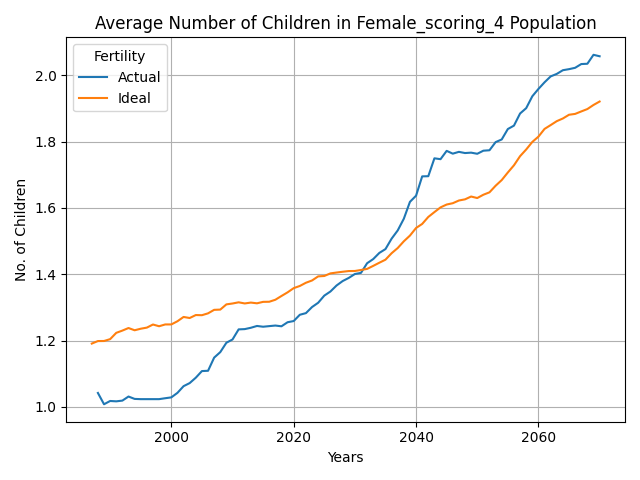 Average Number of Children in Female_scoring_4 Population
Fertility
Actual
Ideal
No. of Children
2.0
1.8
1.6
1.4
1.2
1.0
2000 2020 2040 2060
Years